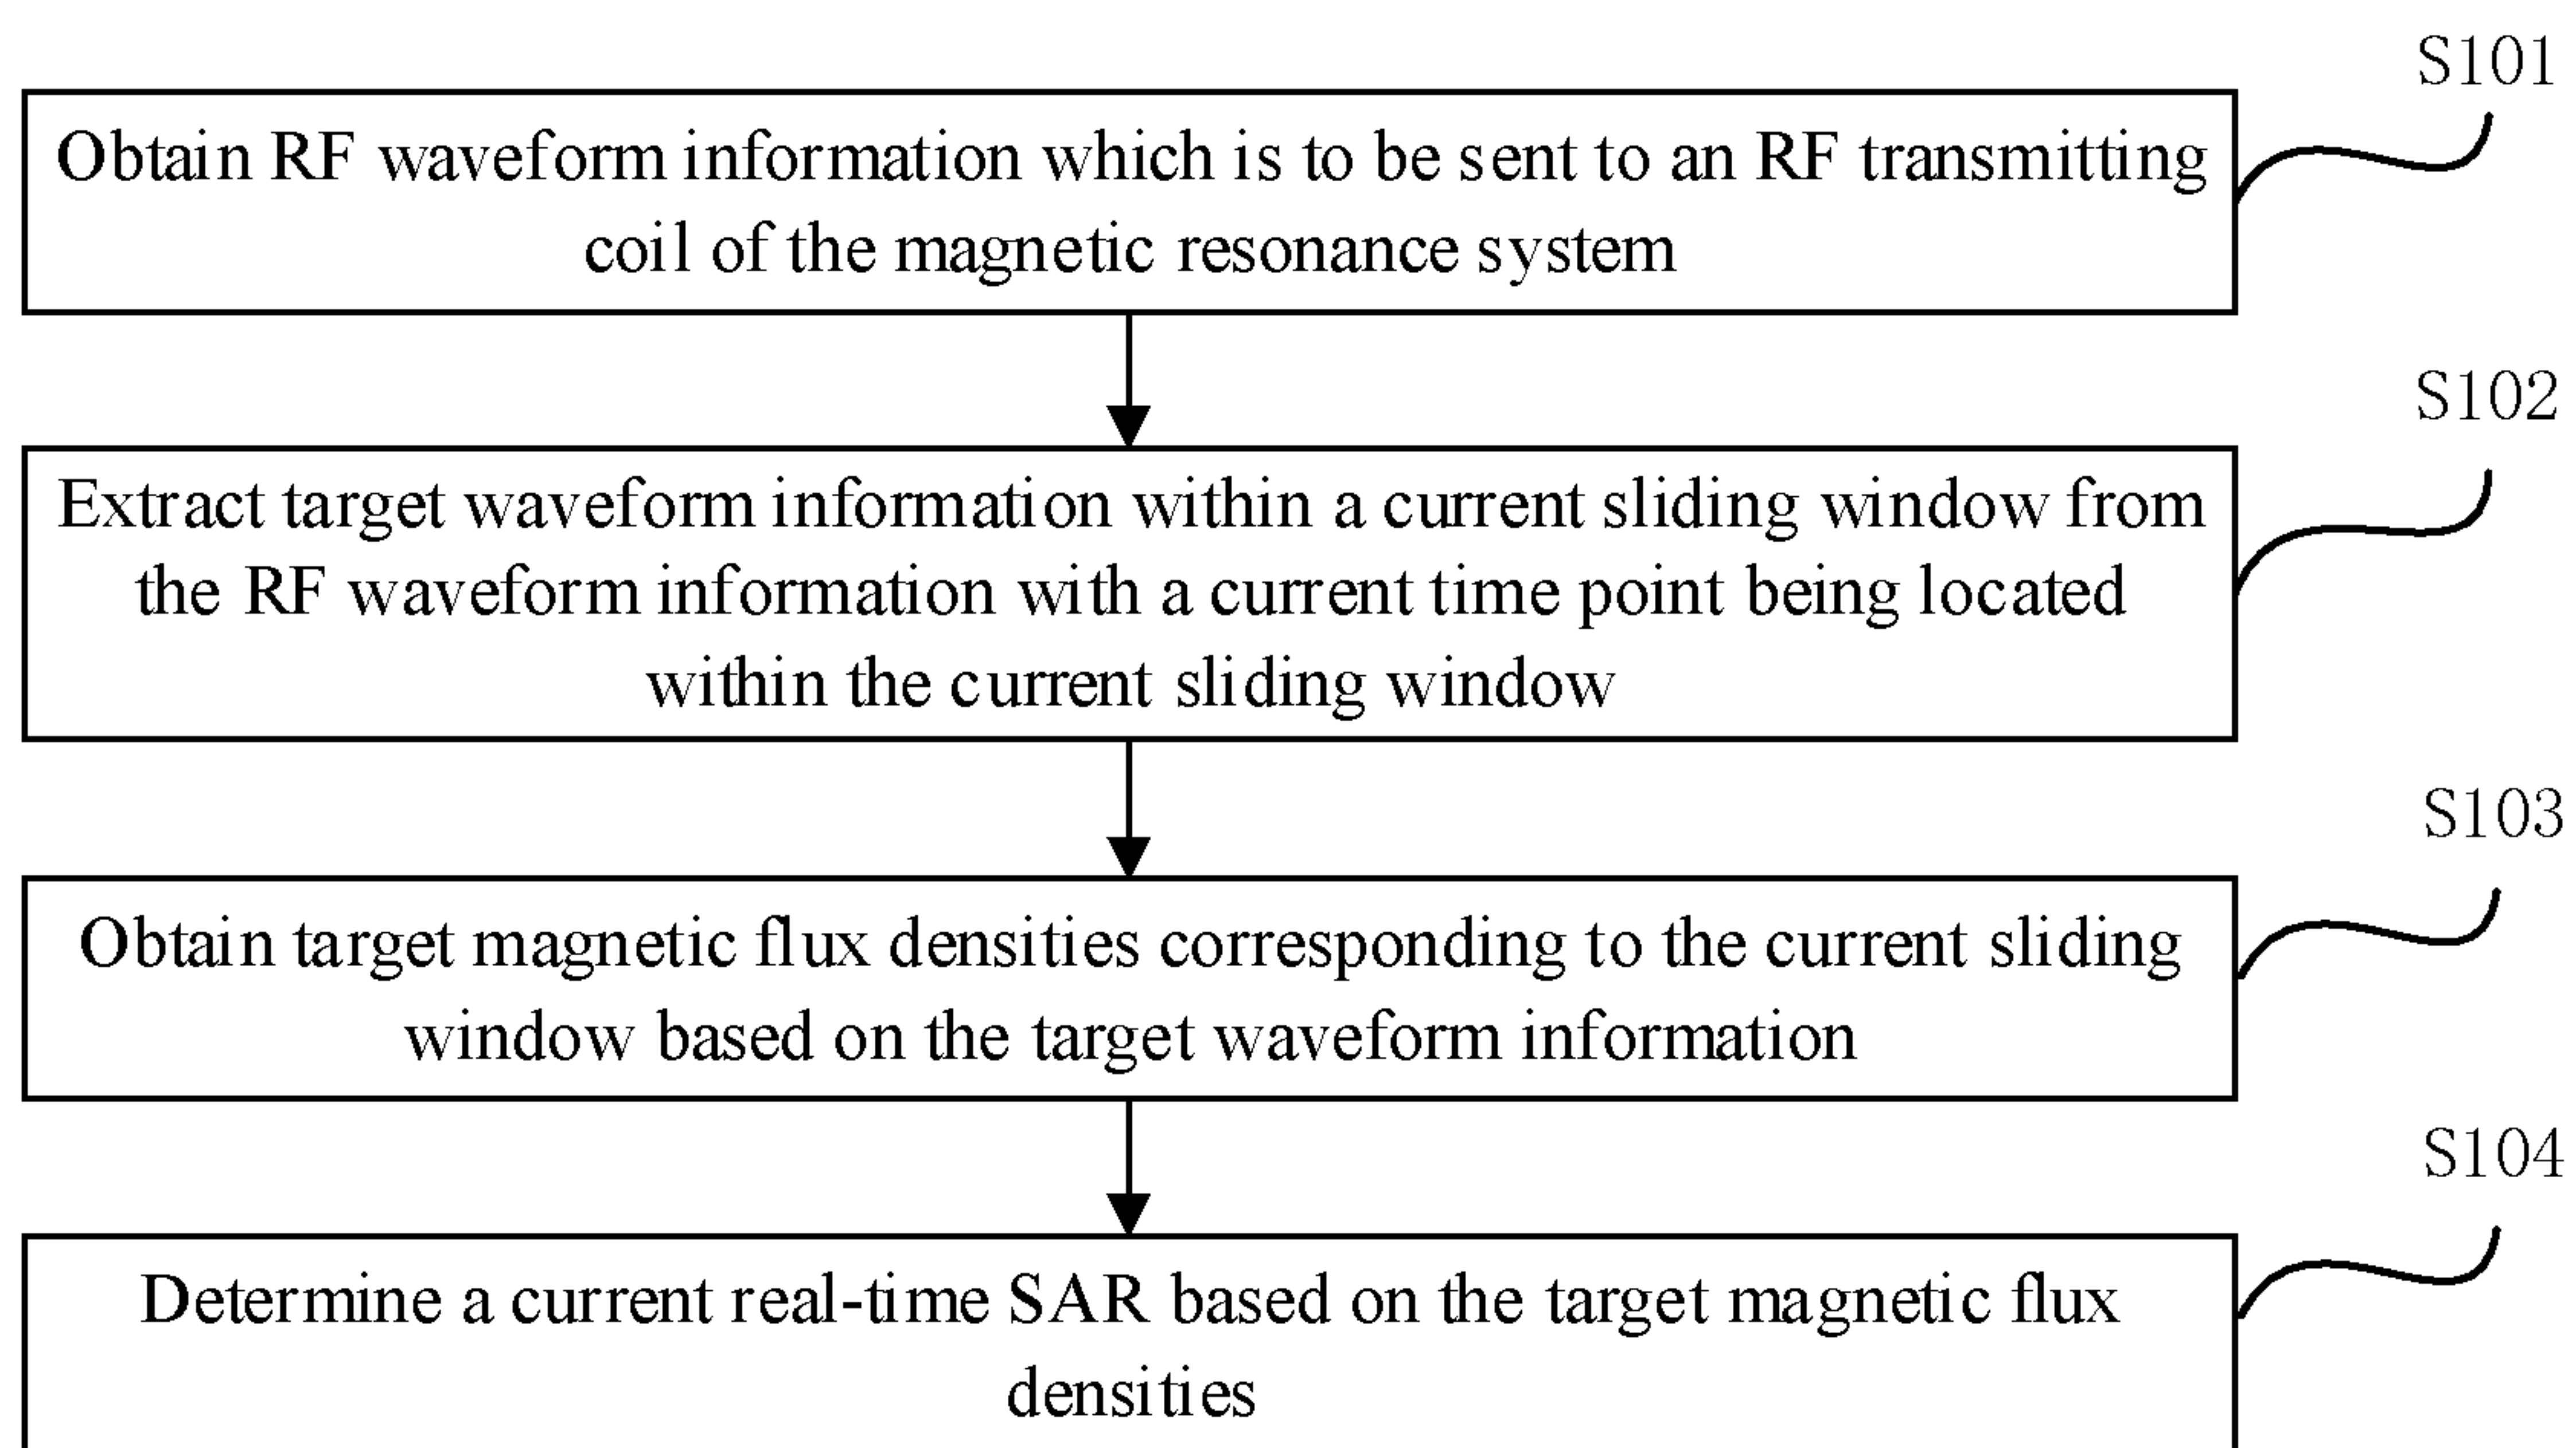 S101
Obtain RF waveform information which is to be sent to an RF transmitting
coil of the magnetic resonance system
S102
Extract target waveform information within a current sliding window from
the RF waveform information with a current time point being located
within the current sliding window
S103
Obtain target magnetic flux densities corresponding to the current sliding
window based on the target waveform information
S104
Determine a current real-time SAR based on the target magnetic flux
densities